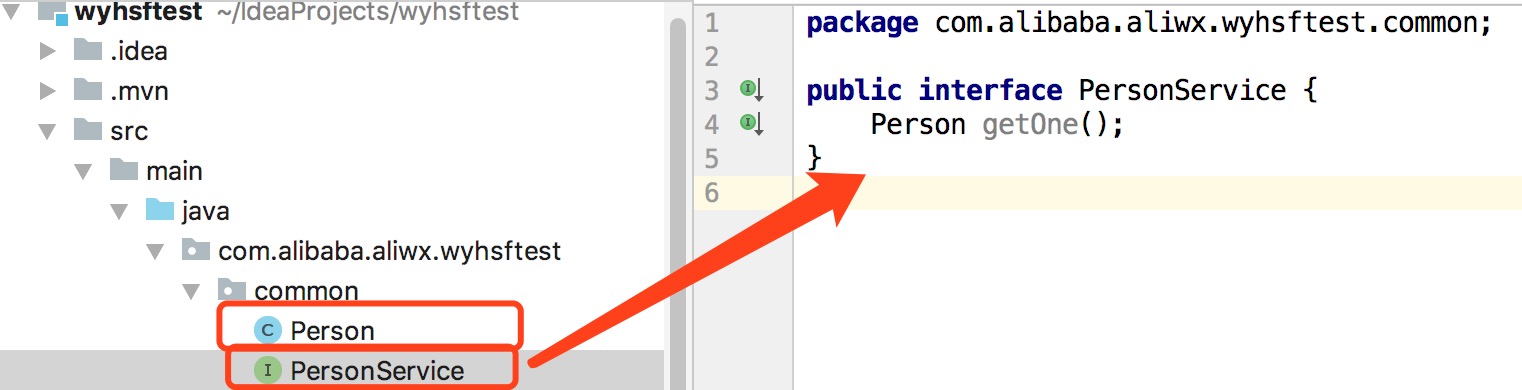 wyhsftest ~/IdeaProjects/wyhsftest
.idea
.mvn
src
main
java
com.alibaba.aliwx.wyhsftest
common
C Person
I PersonService
1 package com.alibaba.aliwx.wyhsftest.common;
2
3 I public interface PersonService {
4 I Person getOne();
5 }
6